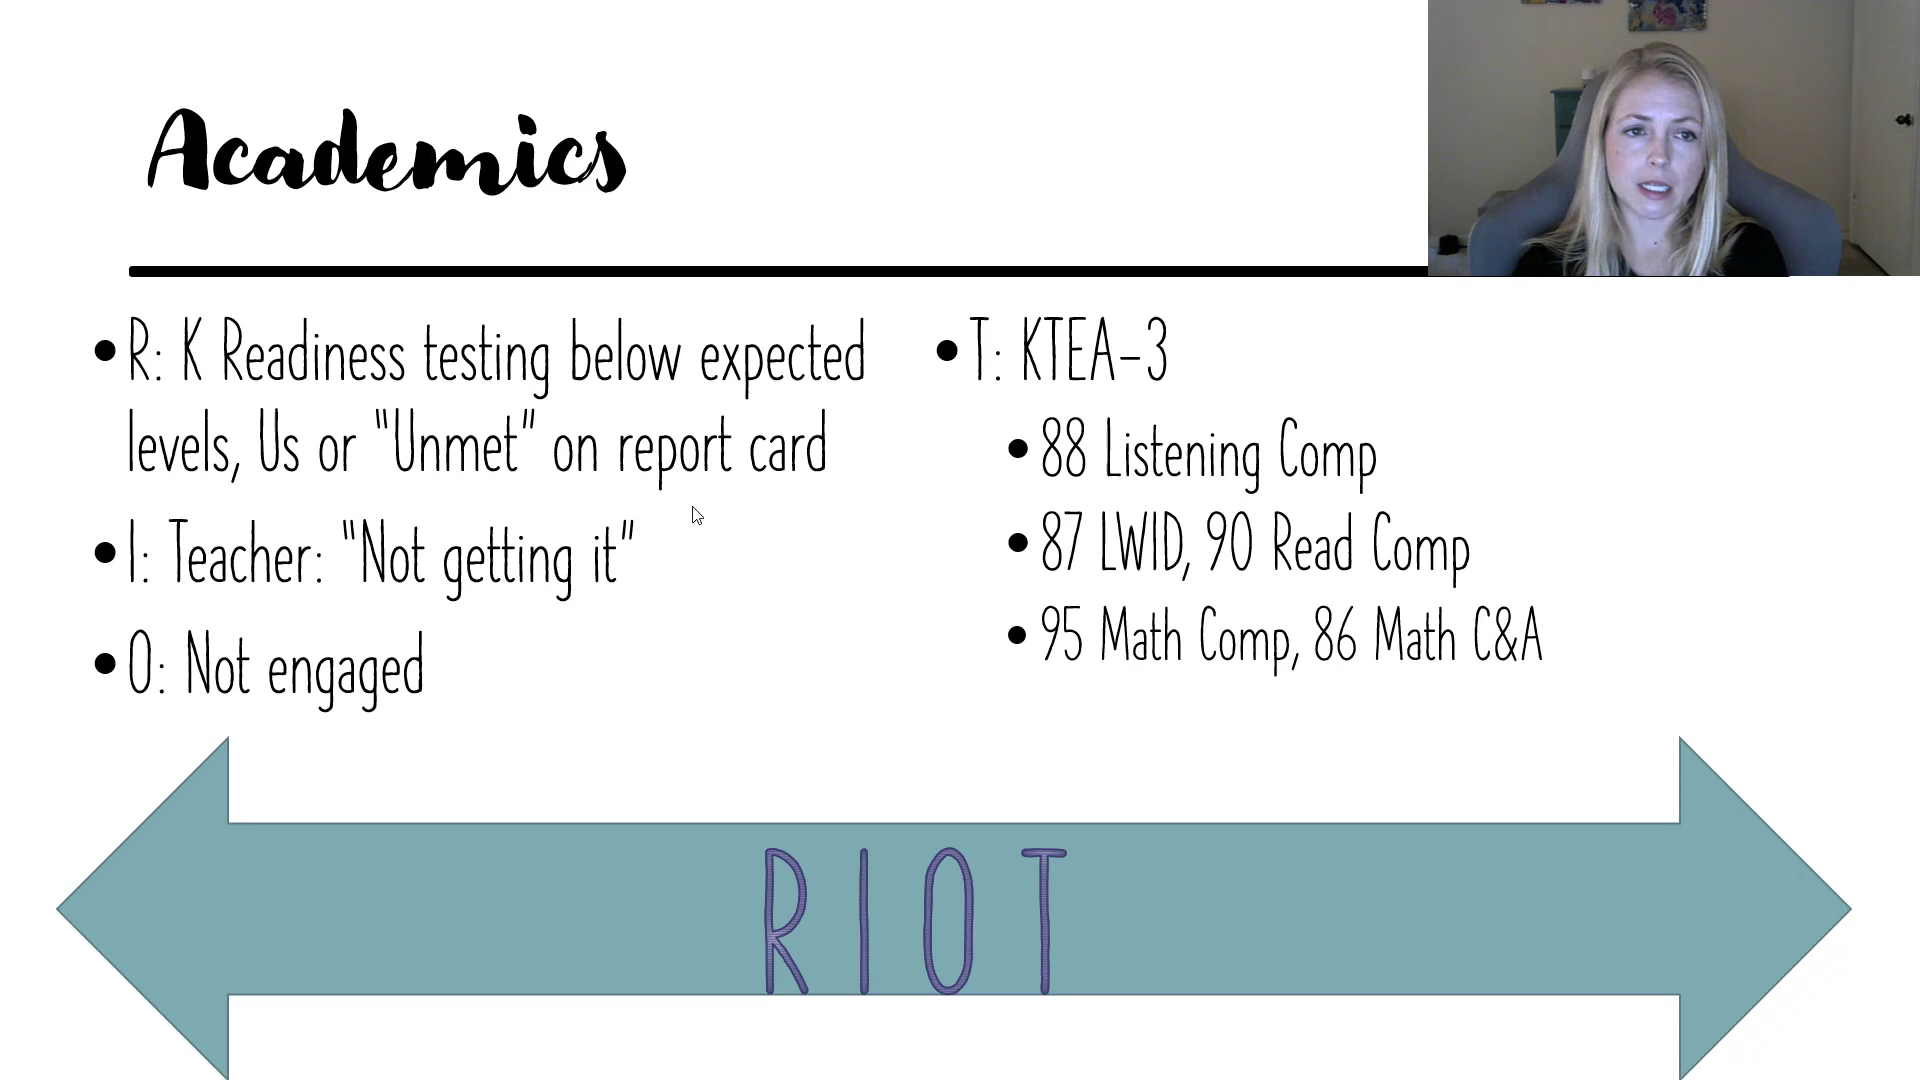 Academics
• R: K Readiness testing below expected
levels, Us or "Unmet" on report card
• I: Teacher: "Not getting it"
• O: Not engaged
• T: KTEA-3
• 88 Listening Comp
• 87 LWID, 90 Read Comp
• 95 Math Comp, 86 Math C&A
R I O T